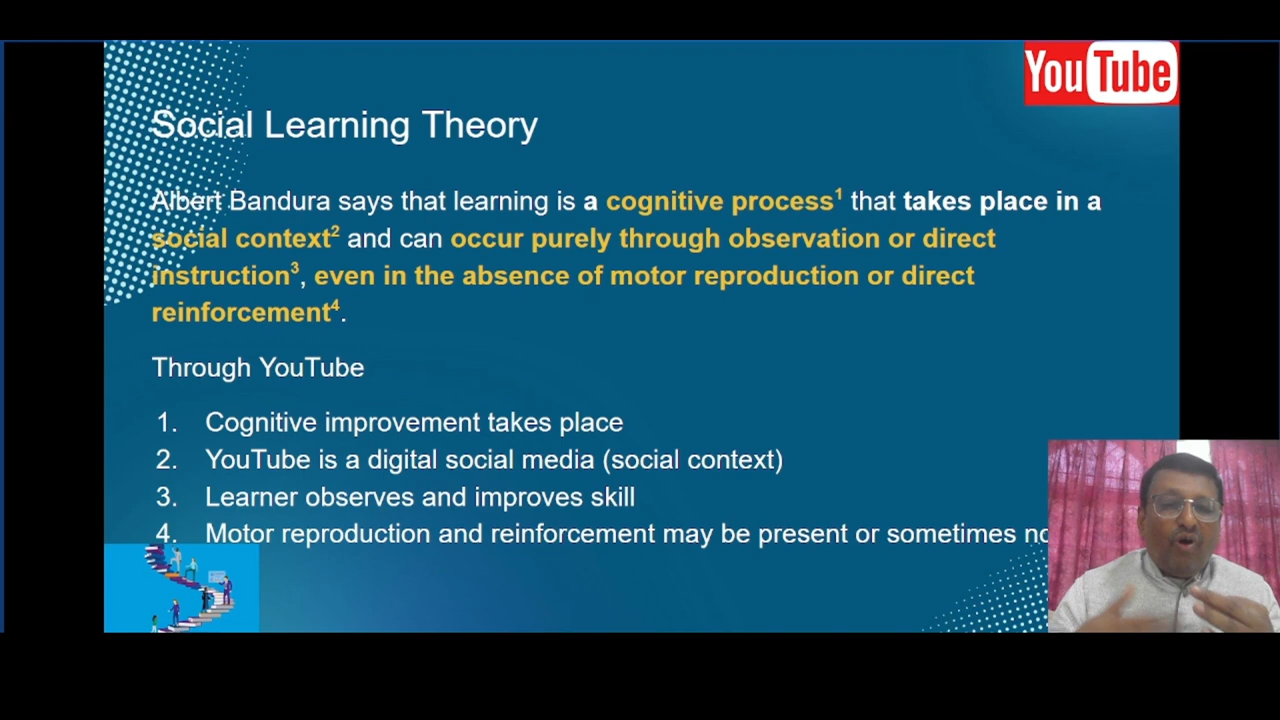 YouTube
Social Learning Theory
Albert Bandura says that learning is a cognitive process¹ that takes place in a
social context² and can occur purely through observation or direct
instruction³, even in the absence of motor reproduction or direct
reinforcement⁴.
Through YouTube
1. Cognitive improvement takes place
2. YouTube is a digital social media (social context)
3. Learner observes and improves skill
4. Motor reproduction and reinforcement may be present or sometimes